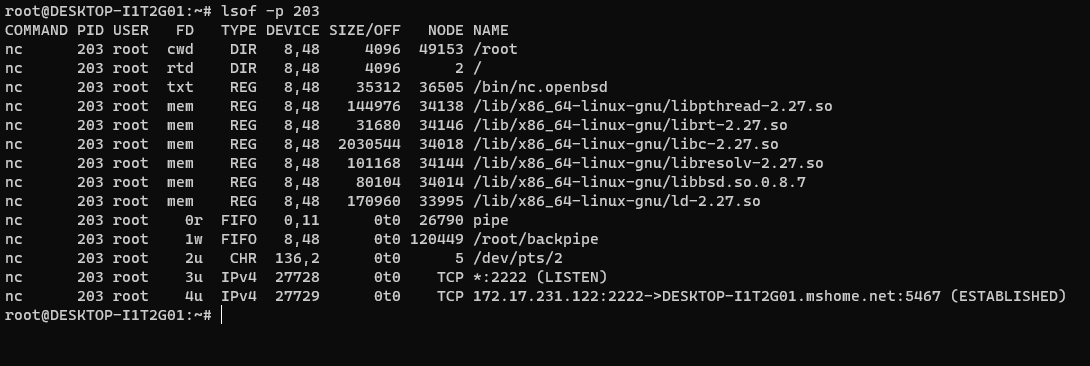 root@DESKTOP-I1T2G01:~# lsof -p 203
COMMAND PID USER   FD   TYPE DEVICE SIZE/OFF   NODE NAME
nc      203 root  cwd    DIR   8,48     4096  49153 /root
nc      203 root  rtd    DIR   8,48     4096      2 /
nc      203 root  txt    REG   8,48    35312  36505 /bin/nc.openbsd
nc      203 root  mem    REG   8,48   144976  34138 /lib/x86_64-linux-gnu/libpthread-2.27.so
nc      203 root  mem    REG   8,48    31680  34146 /lib/x86_64-linux-gnu/librt-2.27.so
nc      203 root  mem    REG   8,48  2030544  34018 /lib/x86_64-linux-gnu/libc-2.27.so
nc      203 root  mem    REG   8,48   101168  34144 /lib/x86_64-linux-gnu/libresolv-2.27.so
nc      203 root  mem    REG   8,48    80104  34014 /lib/x86_64-linux-gnu/libbsd.so.0.8.7
nc      203 root  mem    REG   8,48   170960  33995 /lib/x86_64-linux-gnu/ld-2.27.so
nc      203 root    0r  FIFO   0,11      0t0  26790 pipe
nc      203 root    1w  FIFO   8,48      0t0 120449 /root/backpipe
nc      203 root    2u   CHR  136,2      0t0      5 /dev/pts/2
nc      203 root    3u  IPv4  27728      0t0    TCP *:2222 (LISTEN)
nc      203 root    4u  IPv4  27729      0t0    TCP 172.17.231.122:2222->DESKTOP-I1T2G01.mshome.net:5467 (ESTABLISHED)
root@DESKTOP-I1T2G01:~#